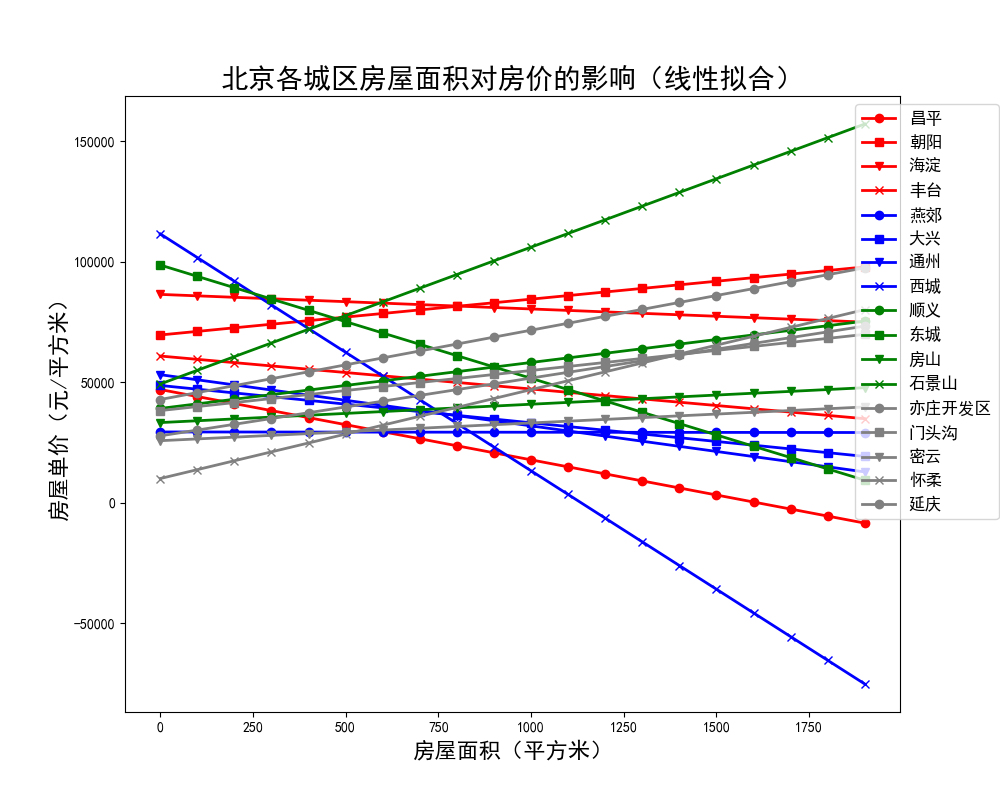 北京各城区房屋面积对房价的影响（线性拟合）
150000
100000
50000
0
−50000
房屋单价（元/平方米）
0
250
500
750
1000
1250
1500
1750
房屋面积（平方米）
昌平
朝阳
海淀
丰台
燕郊
大兴
通州
西城
顺义
东城
房山
石景山
亦庄开发区
门头沟
密云
怀柔
延庆